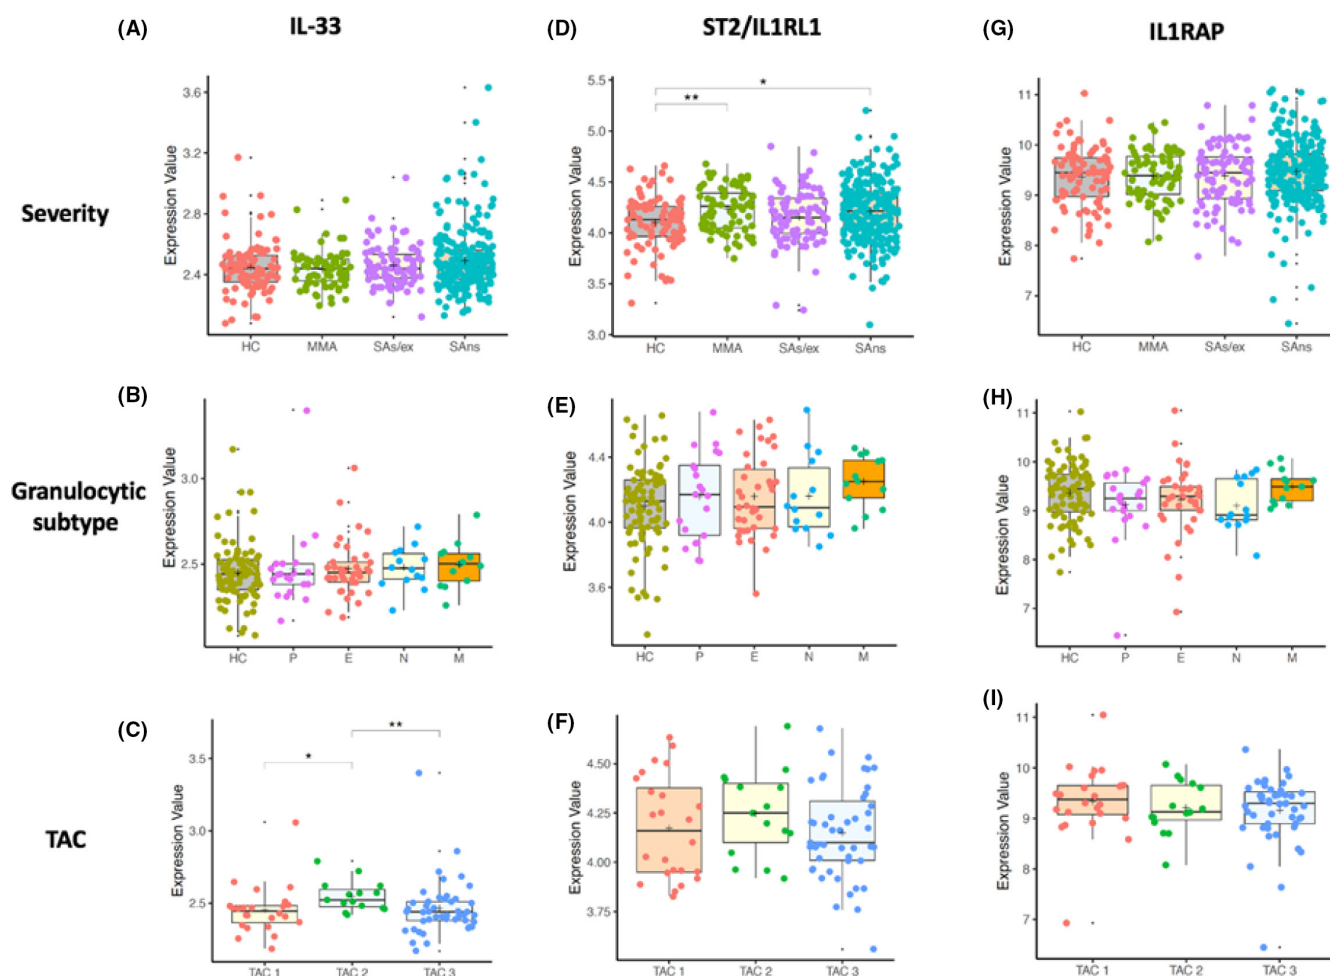 (A) IL-33
(D) ST2/IL1RL1
(G) IL1RAP
Severity
Expression Value
3.6
3.2
2.8
2.4
HC MMA SAs/ex SAns
Expression Value
5.5
5.0
4.5
4.0
3.5
3.0
* **
HC MMA SAs/ex SAns
Expression Value
11
10
9
8
7
HC MMA SAs/ex SAns
Granulocytic
subtype
(B)
Expression Value
3.0
2.5
HC P E N M
(E)
Expression Value
4.4
4.0
3.6
HC P E N M
(H)
Expression Value
11
10
9
8
7
HC P E N M
TAC
(C)
Expression Value
3.5
3.0
2.5
* **
TAC 1 TAC 2 TAC 3
(F)
Expression Value
4.50
4.25
4.00
3.75
TAC 1 TAC 2 TAC 3
(I)
Expression Value
11
10
9
8
7
TAC 1 TAC 2 TAC 3